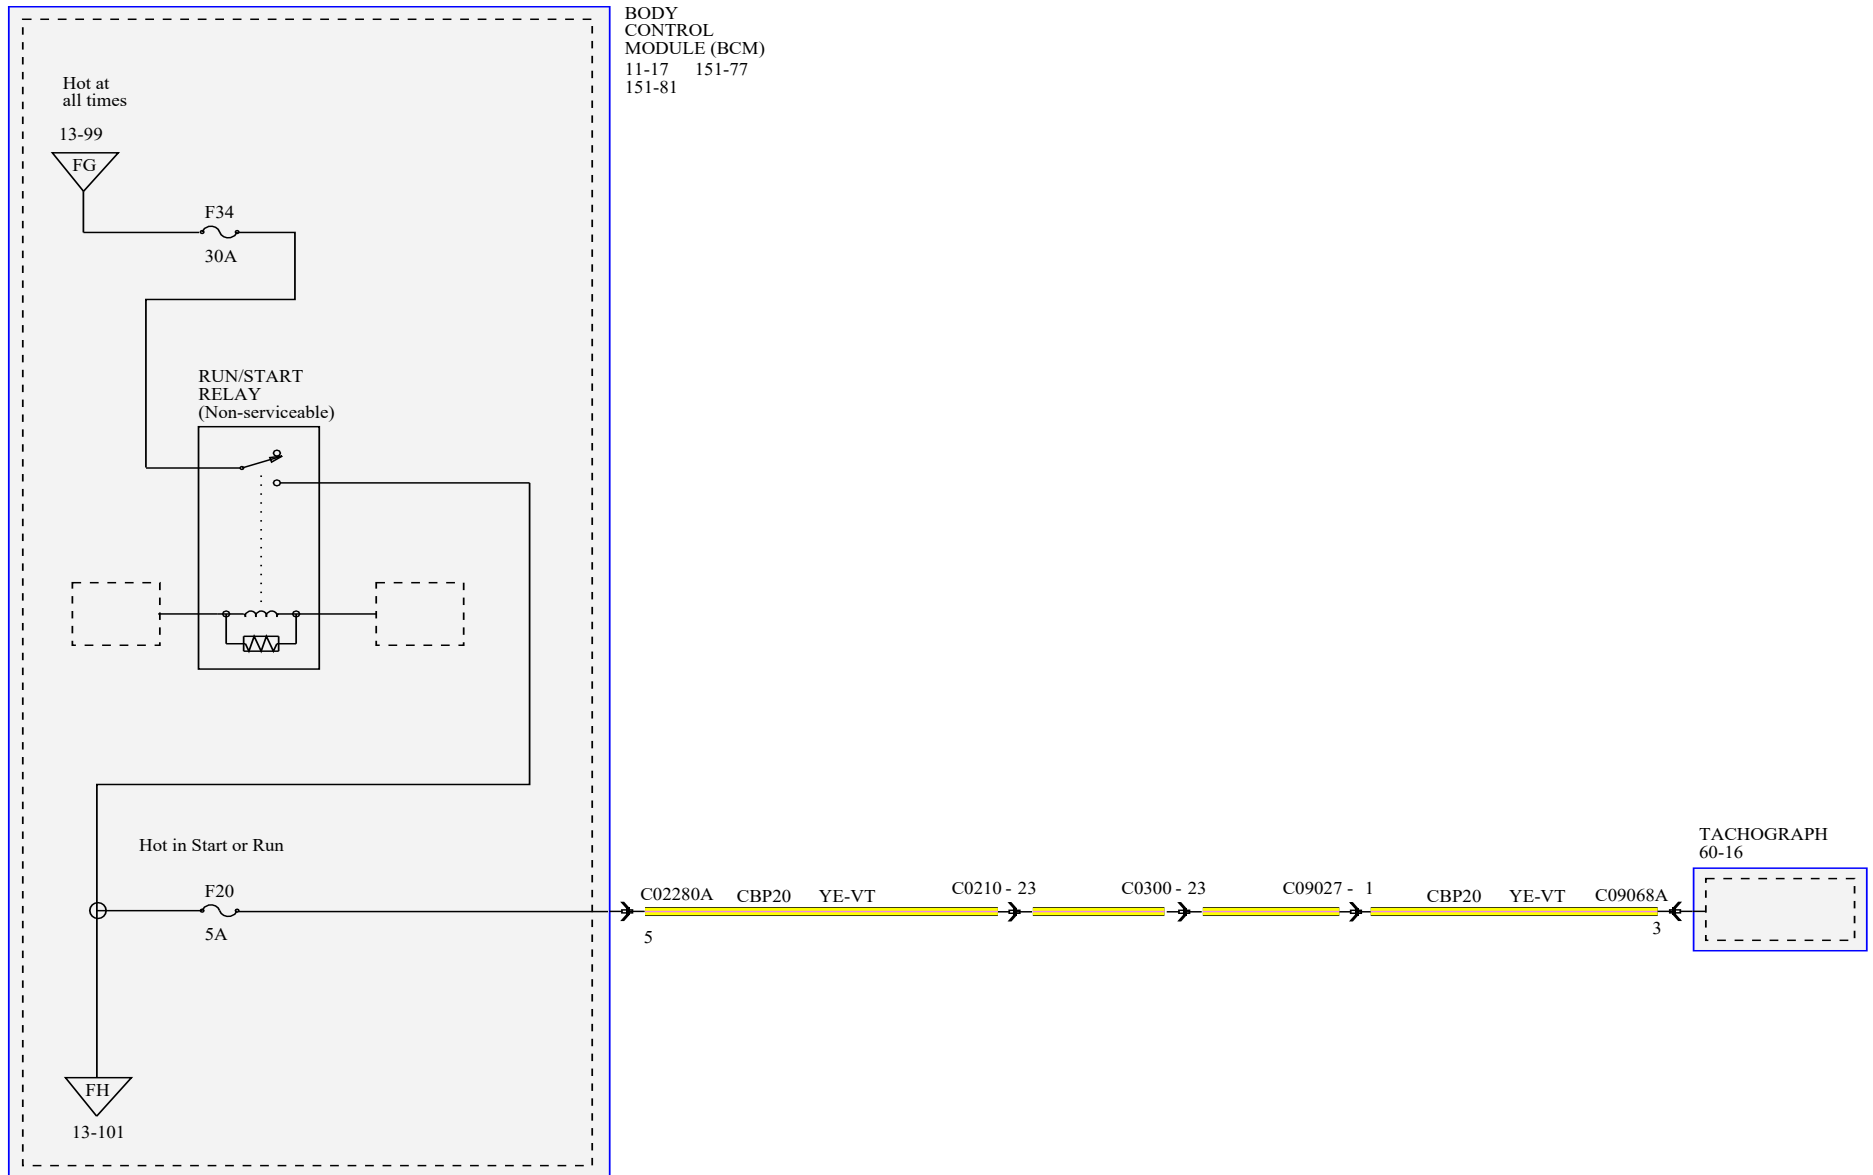 BODY
CONTROL
MODULE (BCM)
11-17 151-77
151-81
Hot at
all times
13-99
FG
F34
30A
RUN/START
RELAY
(Non-serviceable)
Hot in Start or Run
F20
5A
C02280A CBP20 YE-VT C0210 - 23 C0300 - 23 C09027 - 1 CBP20 YE-VT C09068A
5
3
TACHOGRAPH
60-16
FH
13-101